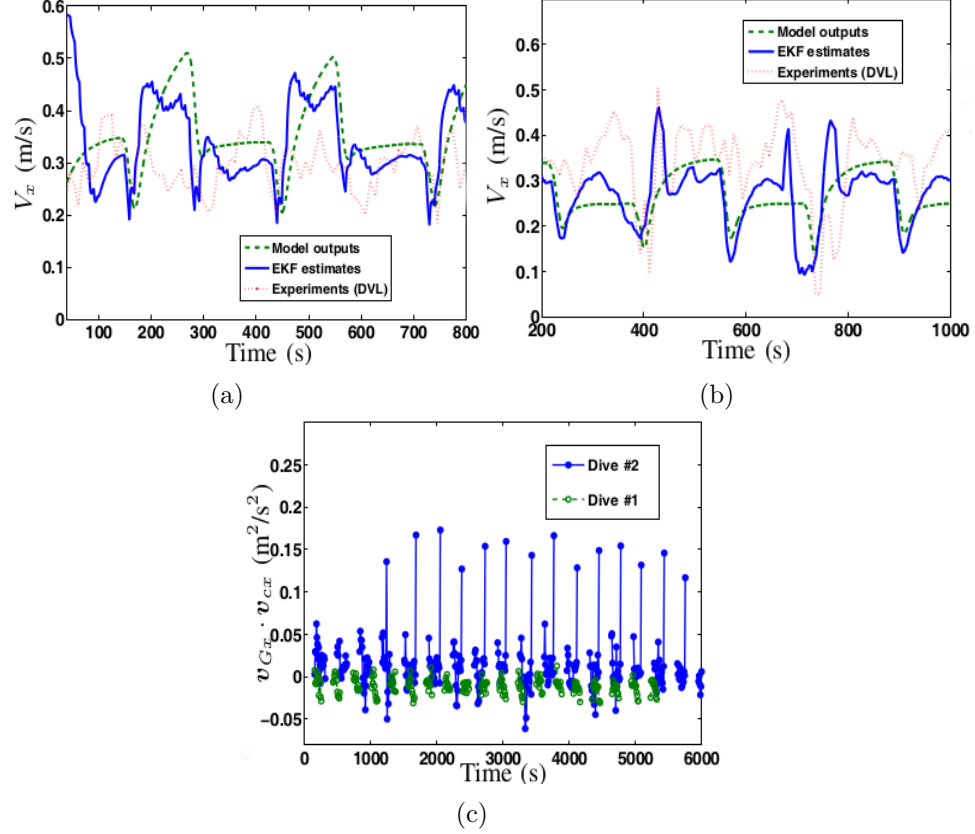 0.6
0.5
0.4
0.3
0.2
0.1
0
V_x (m/s)
100 200 300 400 500 600 700 800
Time (s)
Model outputs
EKF estimates
Experiments (DVL)
(a)
0.6
0.5
0.4
0.3
0.2
0.1
0
V_x (m/s)
200 400 600 800 1000
Time (s)
Model outputs
EKF estimates
Experiments (DVL)
(b)
0.25
0.2
0.15
0.1
0.05
0
−0.05
v_{Gx} · v_{cx} (m²/s²)
0 1000 2000 3000 4000 5000 6000
Time (s)
Dive #2
Dive #1
(c)